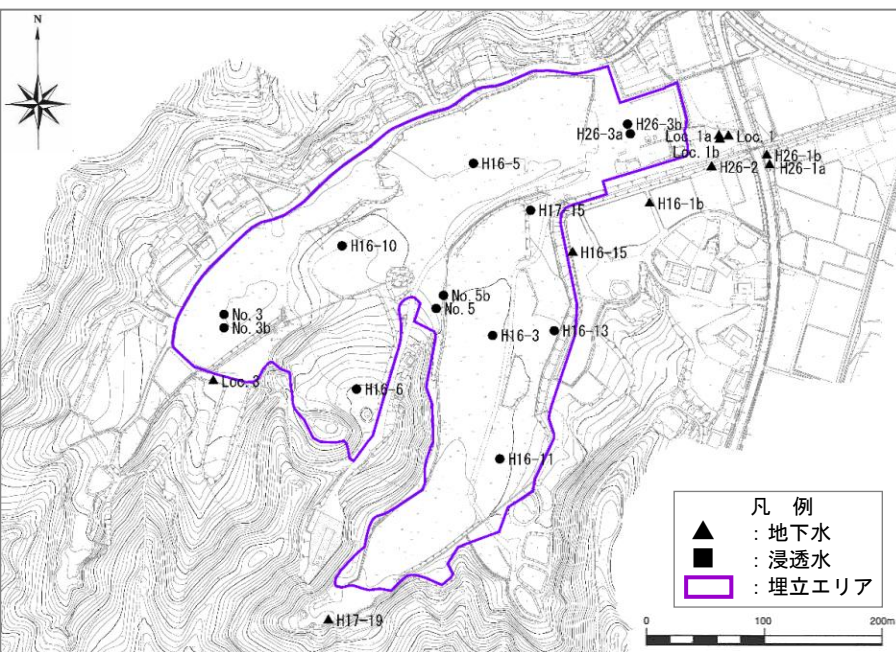 N
H26-3b
H26-3a
Loc. 1a
Loc. 1
Loc. 1b
H26-1b
H26-2
H26-1a
H16-5
H16-1b
H17-15
H16-10
H16-15
No. 5b
No. 5
No. 3
No. 3b
H16-3
H16-13
Loc. 3
H16-6
H16-11
H17-19
凡 例
▲ : 地下水
■ : 浸透水
: 埋立エリア
0 100 200m